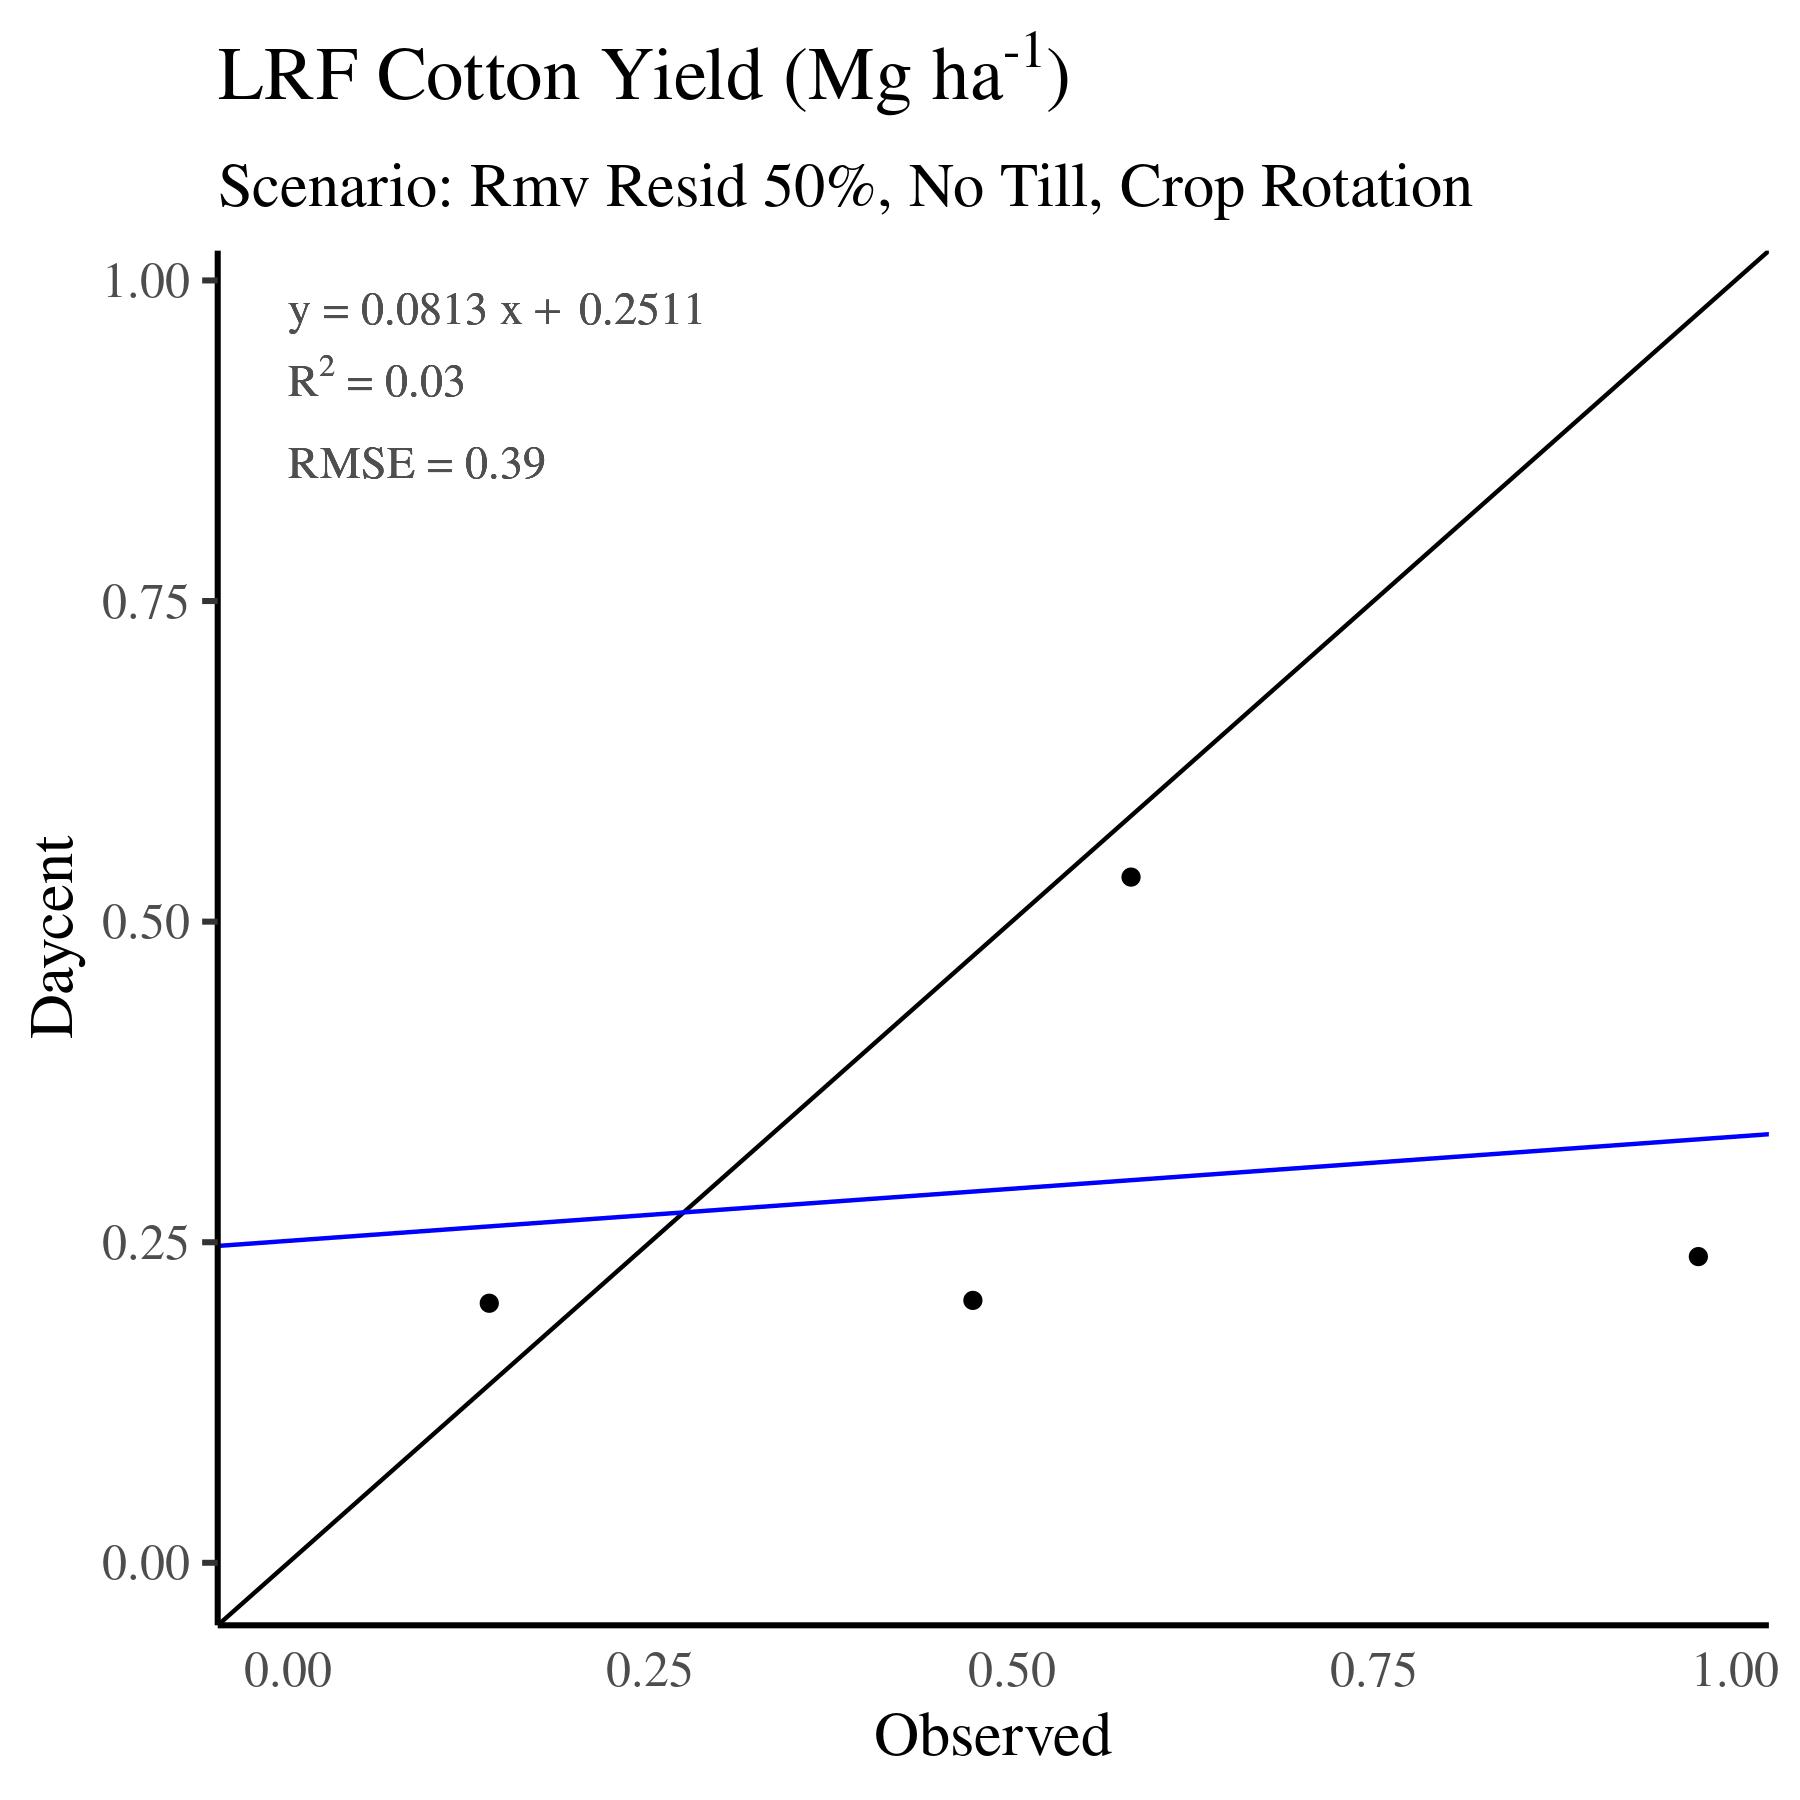 LRF Cotton Yield (Mg ha⁻¹)
Scenario: Rmv Resid 50%, No Till, Crop Rotation
y = 0.0813 x + 0.2511
R² = 0.03
RMSE = 0.39
1.00
0.75
0.50
0.25
0.00
Daycent
0.00 0.25 0.50 0.75 1.00
Observed